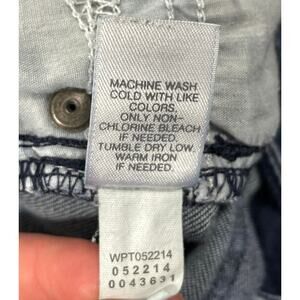 MACHINE WASH
COLD WITH LIKE
COLORS.
ONLY NON-
CHLORINE BLEACH
IF NEEDED.
TUMBLE DRY LOW.
WARM IRON
IF NEEDED.
WPT052214
052214
0043631